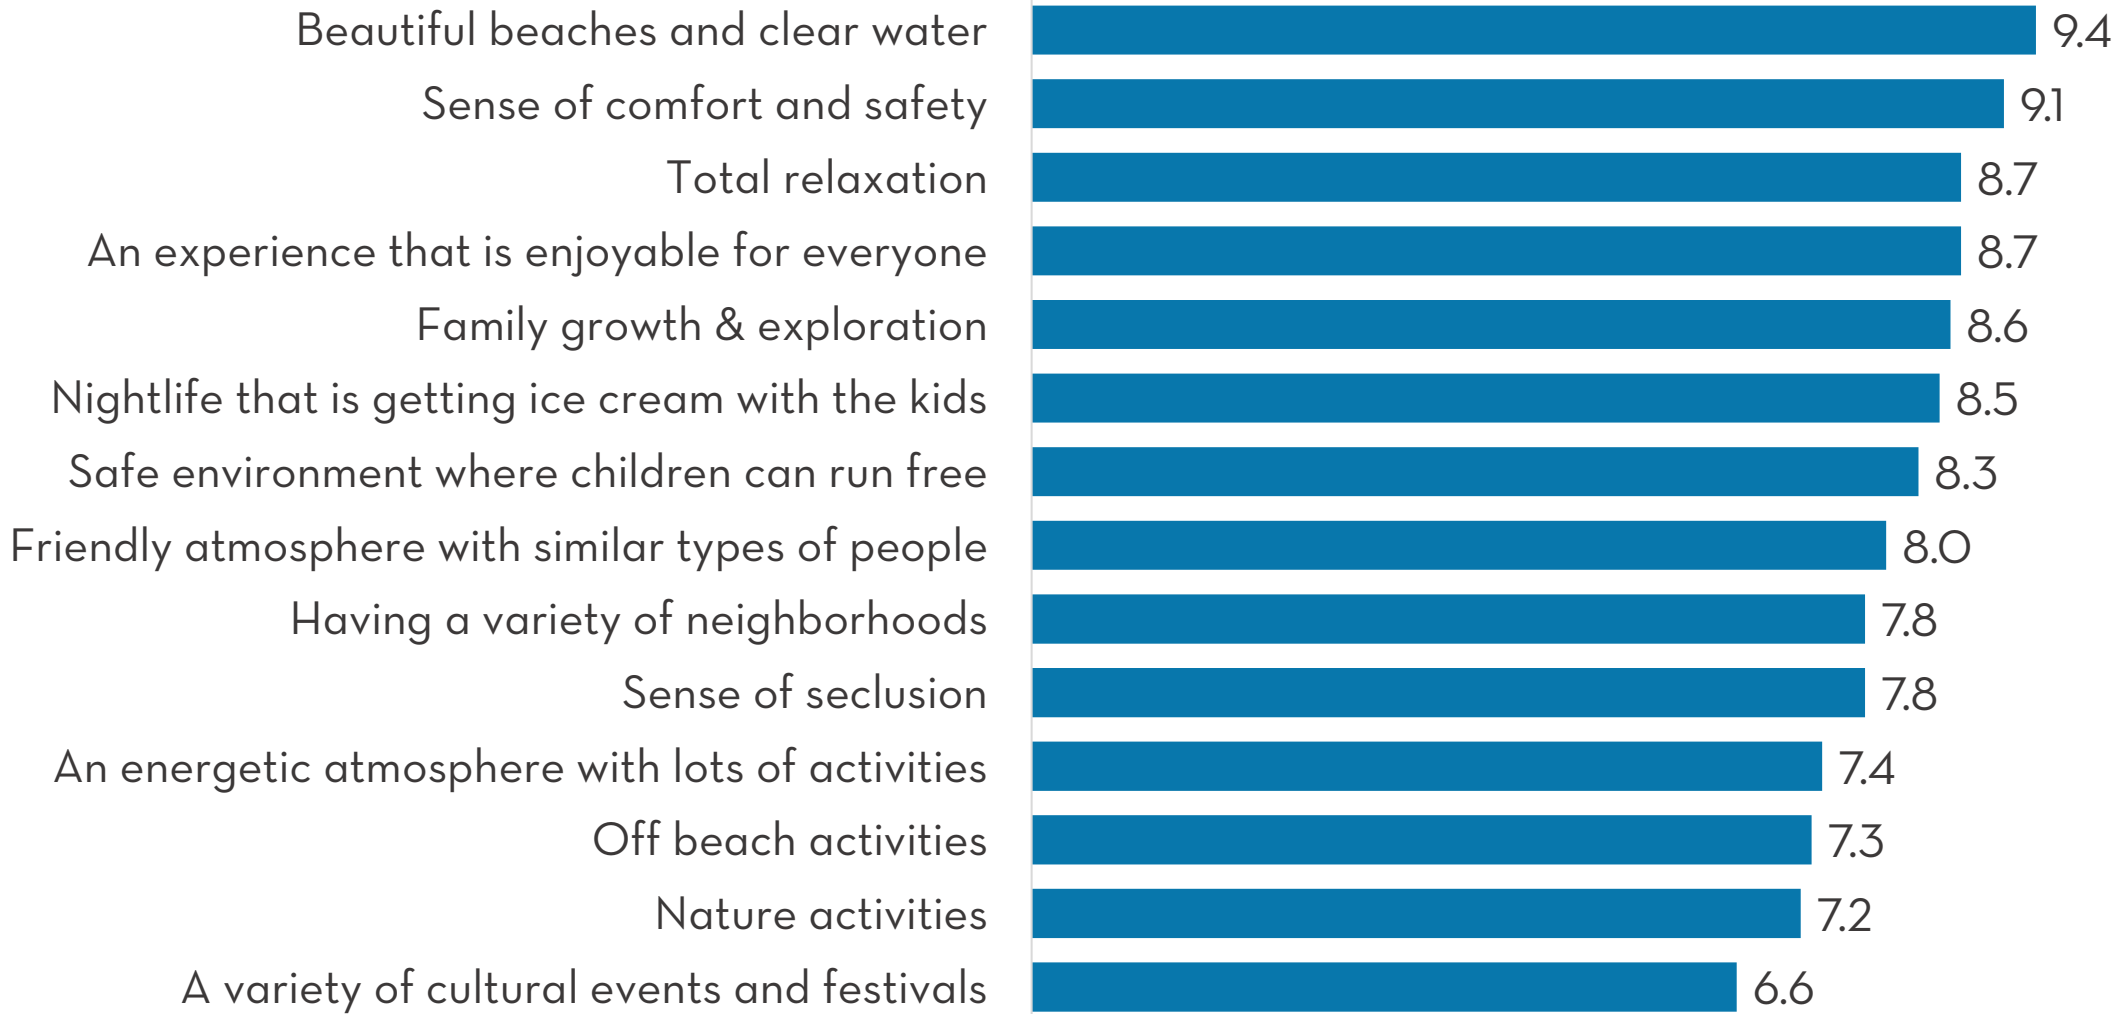 Beautiful beaches and clear water 9.4
Sense of comfort and safety 9.1
Total relaxation 8.7
An experience that is enjoyable for everyone 8.7
Family growth & exploration 8.6
Nightlife that is getting ice cream with the kids 8.5
Safe environment where children can run free 8.3
Friendly atmosphere with similar types of people 8.0
Having a variety of neighborhoods 7.8
Sense of seclusion 7.8
An energetic atmosphere with lots of activities 7.4
Off beach activities 7.3
Nature activities 7.2
A variety of cultural events and festivals 6.6